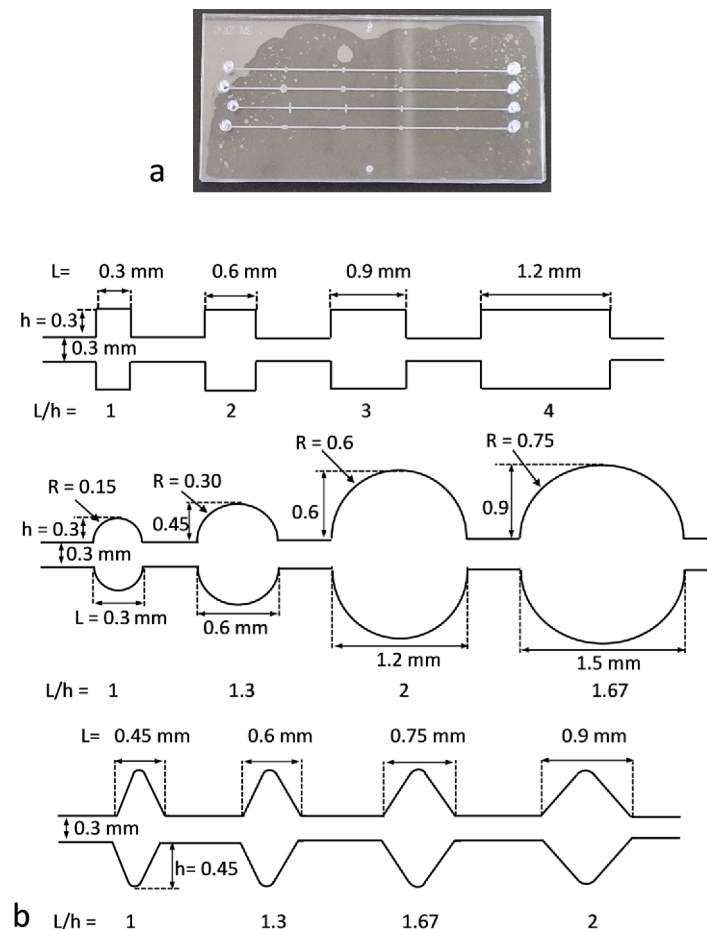 a
L= 0.3 mm 0.6 mm 0.9 mm 1.2 mm
h = 0.3
0.3 mm
L/h = 1 2 3 4
R = 0.15 R = 0.30 R = 0.6 R = 0.75
h = 0.3 0.45 0.6 0.9
0.3 mm
L = 0.3 mm 0.6 mm 1.2 mm 1.5 mm
L/h = 1 1.3 2 1.67
L= 0.45 mm 0.6 mm 0.75 mm 0.9 mm
0.3 mm
h= 0.45
b L/h = 1 1.3 1.67 2